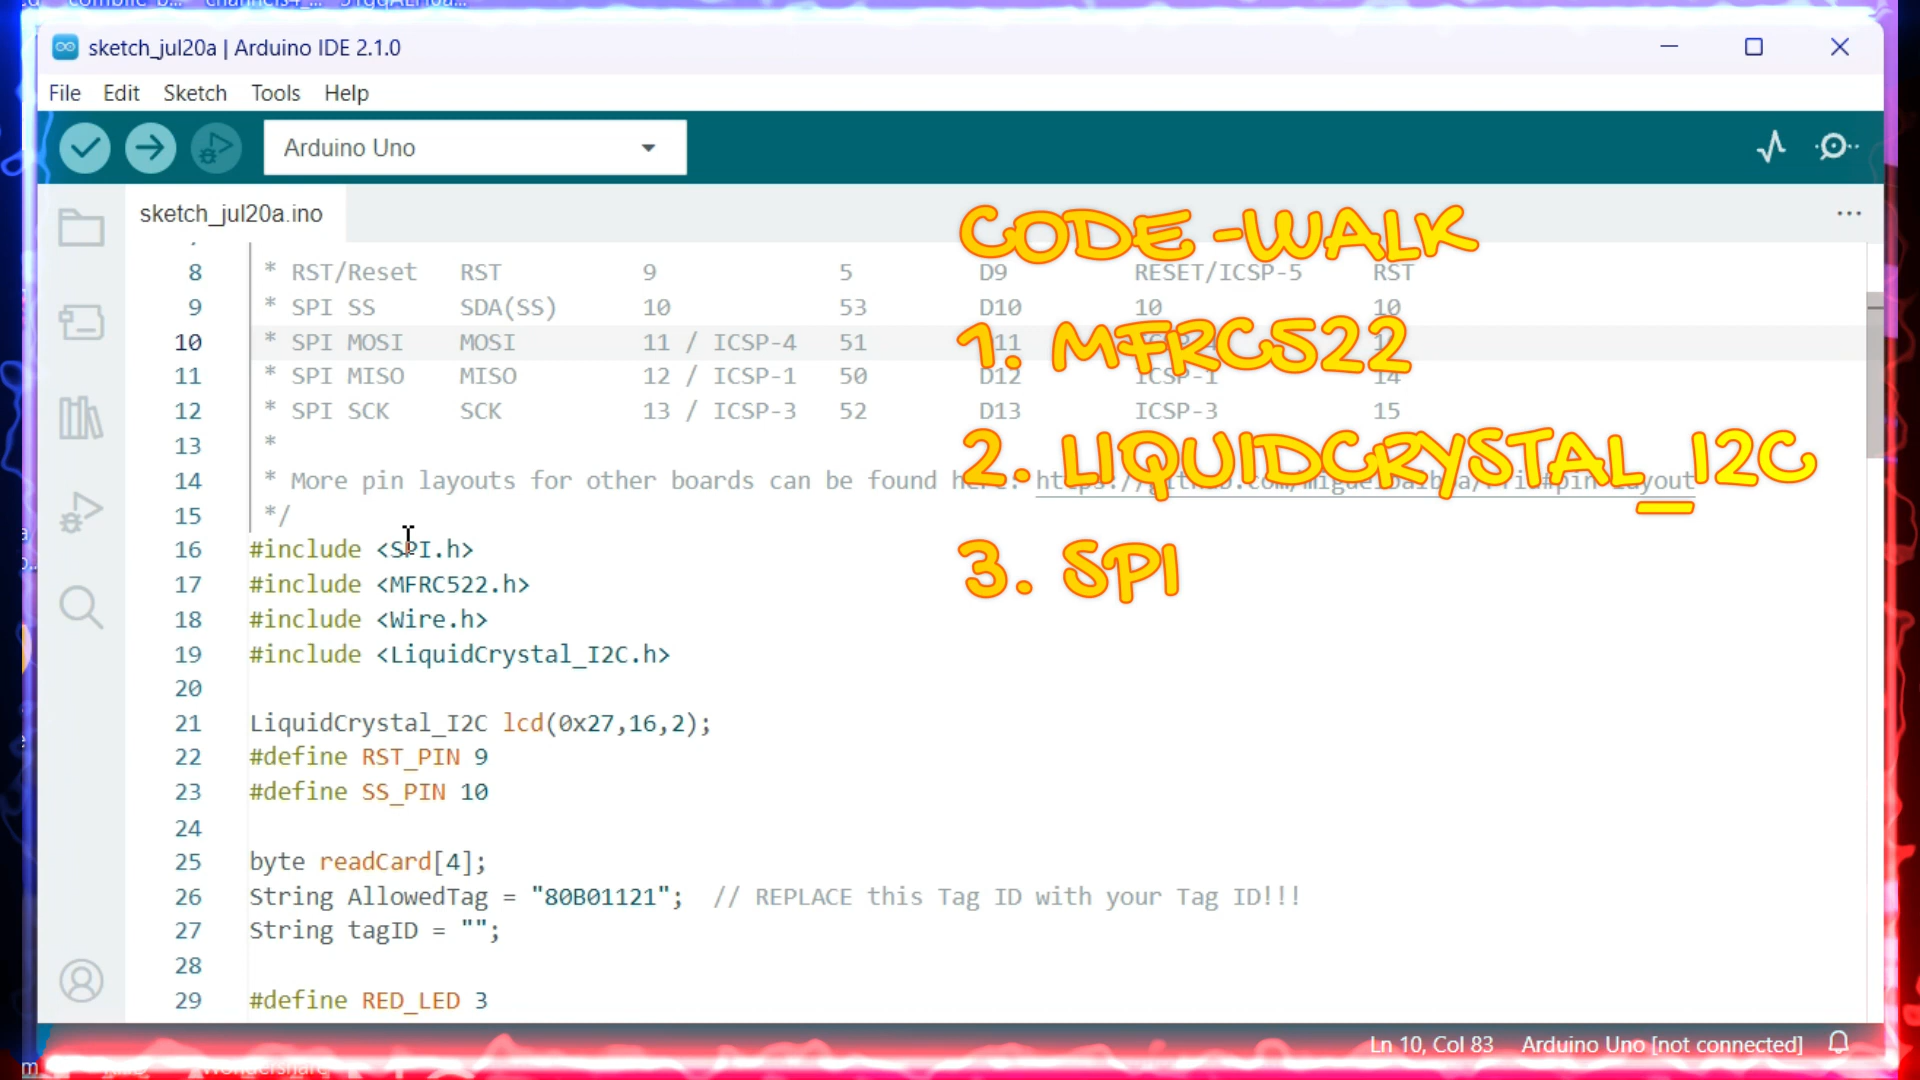 sketch_jul20a | Arduino IDE 2.1.0
File Edit Sketch Tools Help
Arduino Uno
sketch_jul20a.ino
CODE-WALK
8 * RST/Reset RST 9 5 D9 RESET/ICSP-5 RST
9 * SPI SS SDA(SS) 10 53 D10 10 10
1. MFRC522
10 * SPI MOSI MOSI 11 / ICSP-4 51
11 * SPI MISO MISO 12 / ICSP-1 50 D12 ICSP-1 14
12 * SPI SCK SCK 13 / ICSP-3 52 D13 ICSP-3 15
13 *
2. LIQUIDCRYSTAL_I2C
14 * More pin layouts for other boards can be found here:
15 */
3. SPI
16 #include <SPI.h>
17 #include <MFRC522.h>
18 #include <Wire.h>
19 #include <LiquidCrystal_I2C.h>
20
21 LiquidCrystal_I2C lcd(0x27,16,2);
22 #define RST_PIN 9
23 #define SS_PIN 10
24
25 byte readCard[4];
26 String AllowedTag = "80B01121"; // REPLACE this Tag ID with your Tag ID!!!
27 String tagID = "";
28
29 #define RED_LED 3
Ln 10, Col 83 Arduino Uno [not connected]